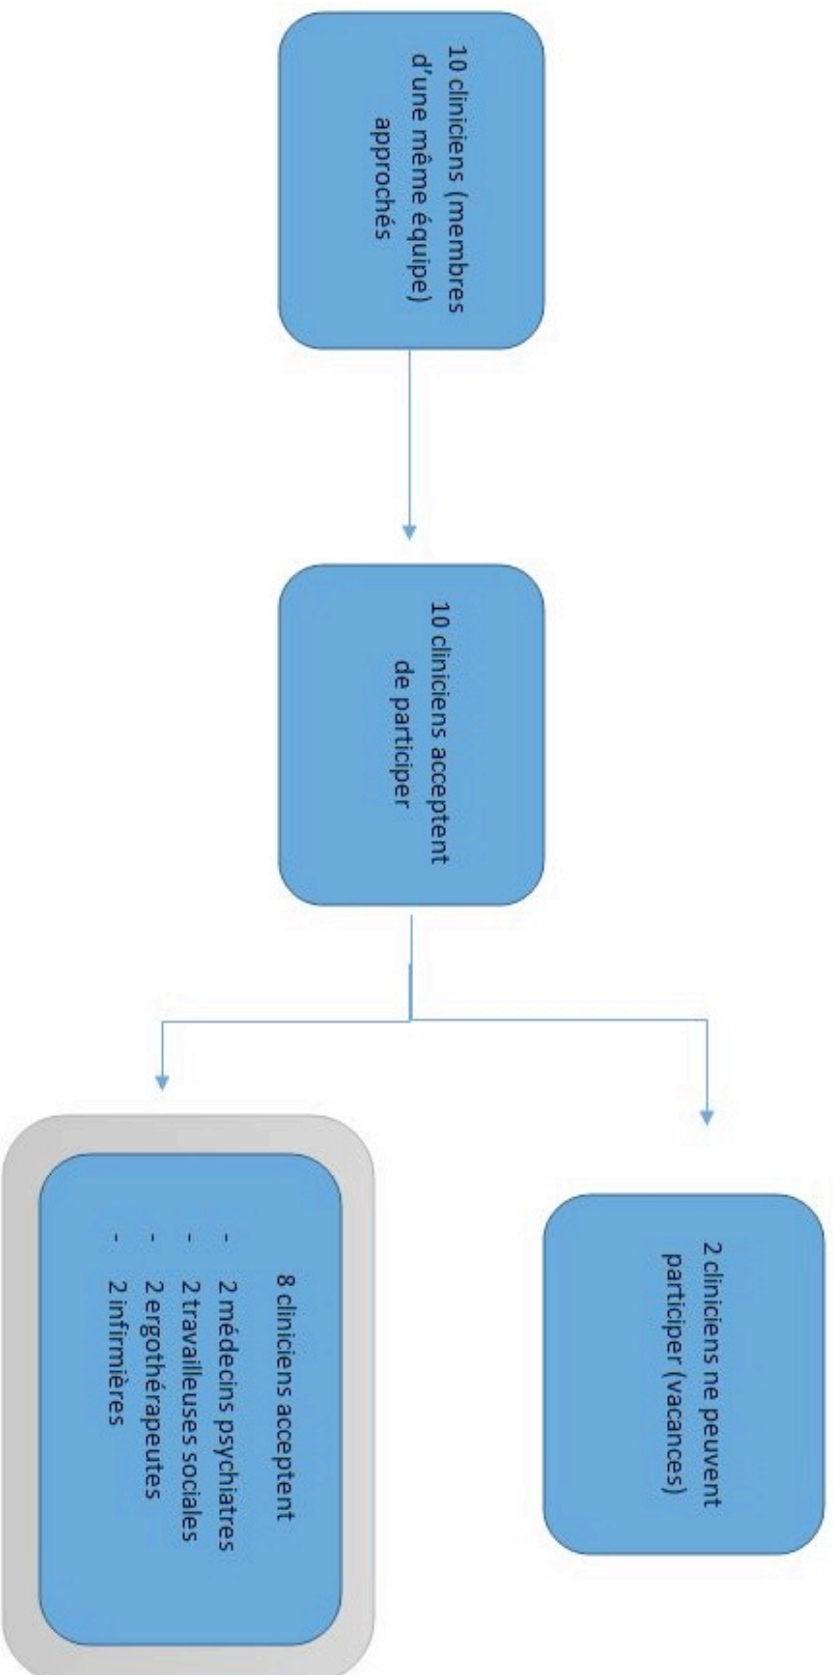 10 cliniciens (membres
d’une même équipe)
approchés
10 cliniciens acceptent
de participer
2 cliniciens ne peuvent
participer (vacances)
8 cliniciens acceptent
- 2 médecins psychiatres
- 2 travailleuses sociales
- 2 ergothérapeutes
- 2 infirmières